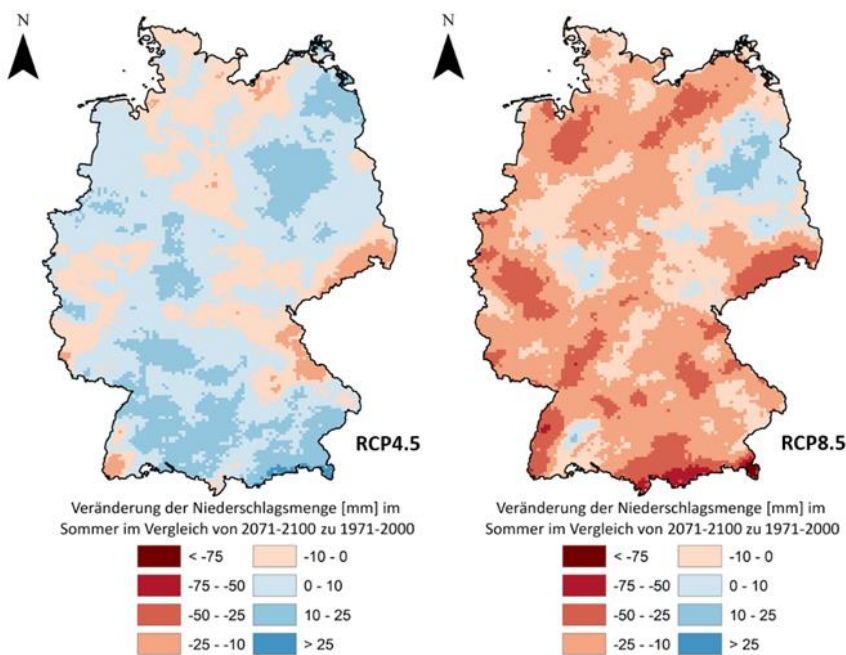 N
RCP4.5
Veränderung der Niederschlagsmenge [mm] im
Sommer im Vergleich von 2071-2100 zu 1971-2000
< -75
-75 - -50
-50 - -25
-25 - -10
-10 - 0
0 - 10
10 - 25
> 25
N
RCP8.5
Veränderung der Niederschlagsmenge [mm] im
Sommer im Vergleich von 2071-2100 zu 1971-2000
< -75
-75 - -50
-50 - -25
-25 - -10
-10 - 0
0 - 10
10 - 25
> 25